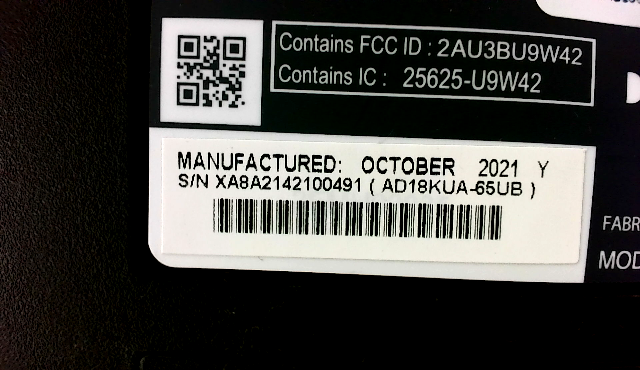 Contains FCC ID : 2AU3BU9W42
Contains IC : 25625-U9W42
MANUFACTURED: OCTOBER 2021 Y
S/N XA8A2142100491 ( AD18KUA-65UB )
FABR
MOD